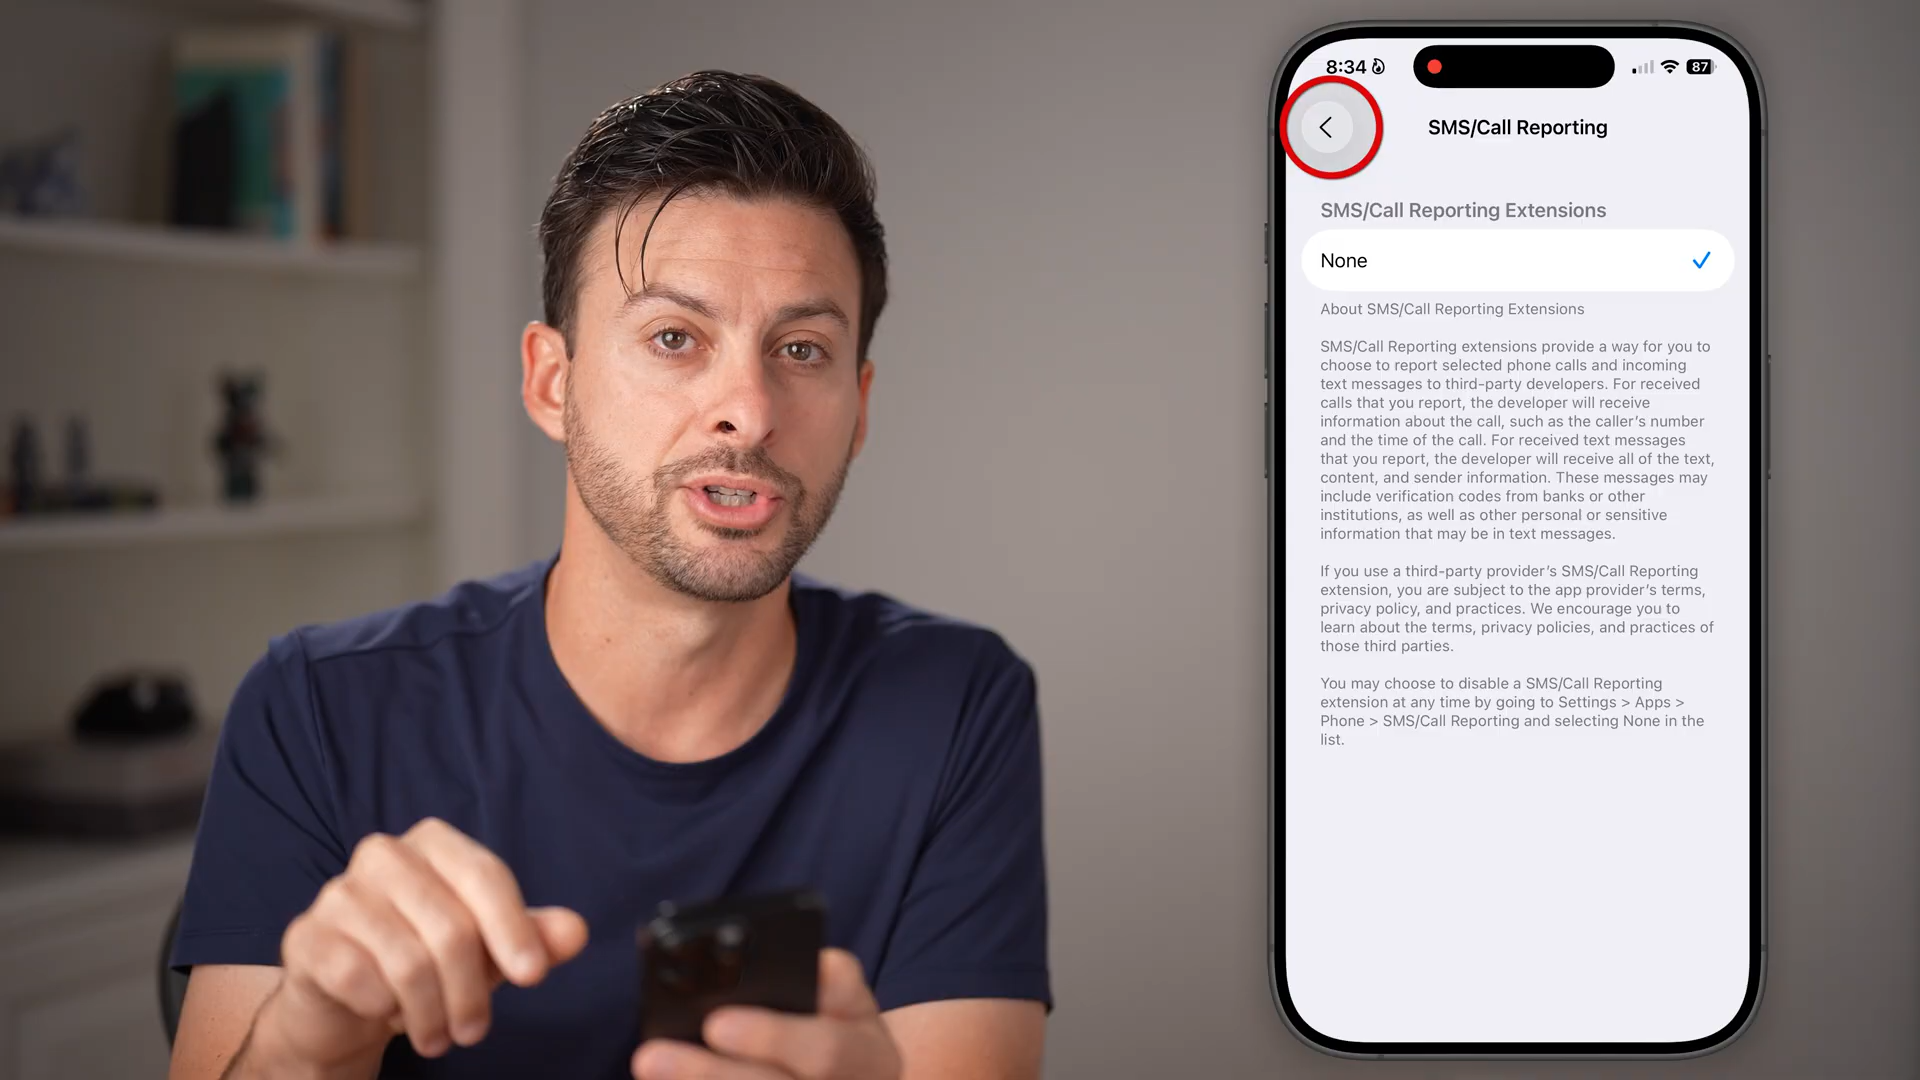 8:34
87
SMS/Call Reporting
SMS/Call Reporting Extensions
None
About SMS/Call Reporting Extensions
SMS/Call Reporting extensions provide a way for you to
choose to report selected phone calls and incoming
text messages to third-party developers. For received
calls that you report, the developer will receive
information about the call, such as the caller's number
and the time of the call. For received text messages
that you report, the developer will receive all of the text,
content, and sender information. These messages may
include verification codes from banks or other
institutions, as well as other personal or sensitive
information that may be in text messages.
If you use a third-party provider's SMS/Call Reporting
extension, you are subject to the app provider's terms,
privacy policy, and practices. We encourage you to
learn about the terms, privacy policies, and practices of
those third parties.
You may choose to disable a SMS/Call Reporting
extension at any time by going to Settings > Apps >
Phone > SMS/Call Reporting and selecting None in the
list.